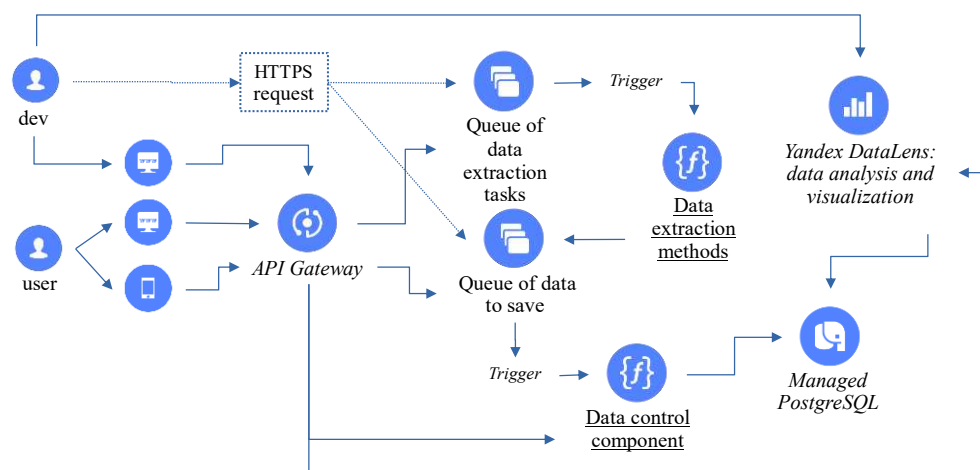 HTTPS
request
dev
Queue of
data
extraction
tasks
Trigger
Data
extraction
methods
Yandex DataLens:
data analysis and
visualization
user
API Gateway
Queue of data
to save
Trigger
Data control
component
Managed
PostgreSQL